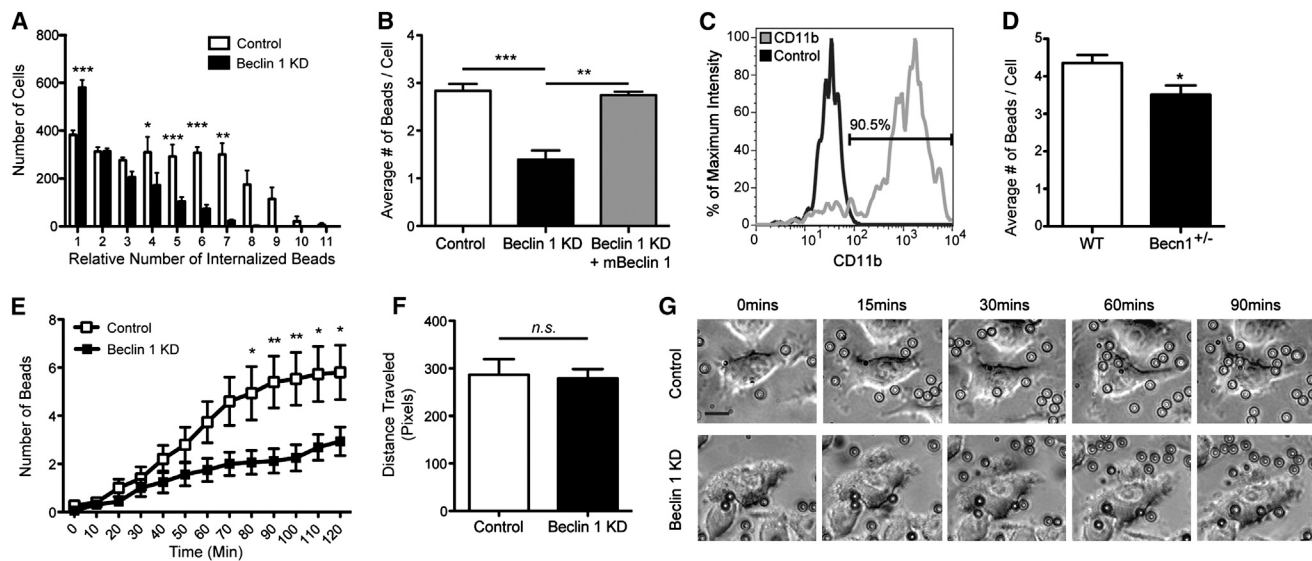 A
800
600
400
200
0
Number of Cells
Control
Beclin 1 KD
***
*
***
***
**
1 2 3 4 5 6 7 8 9 10 11
Relative Number of Internalized Beads
B
4
3
2
1
0
Average # of Beads / Cell
***
**
Control
Beclin 1 KD
Beclin 1 KD
+ mBeclin 1
C
CD11b
Control
100
80
60
40
20
0
% of Maximum Intensity
90.5%
0 10^1 10^2 10^3 10^4
CD11b
D
5
4
3
2
1
0
Average # of Beads / Cell
*
WT
Becn1^+/-
E
8
6
4
2
0
Number of Beads
Control
Beclin 1 KD
* ** ** * *
0 10 20 30 40 50 60 70 80 90 100 110 120
Time (Min)
F
400
300
200
100
0
Distance Traveled
(Pixels)
n.s.
Control
Beclin 1 KD
G
0mins 15mins 30mins 60mins 90mins
Control
Beclin 1 KD